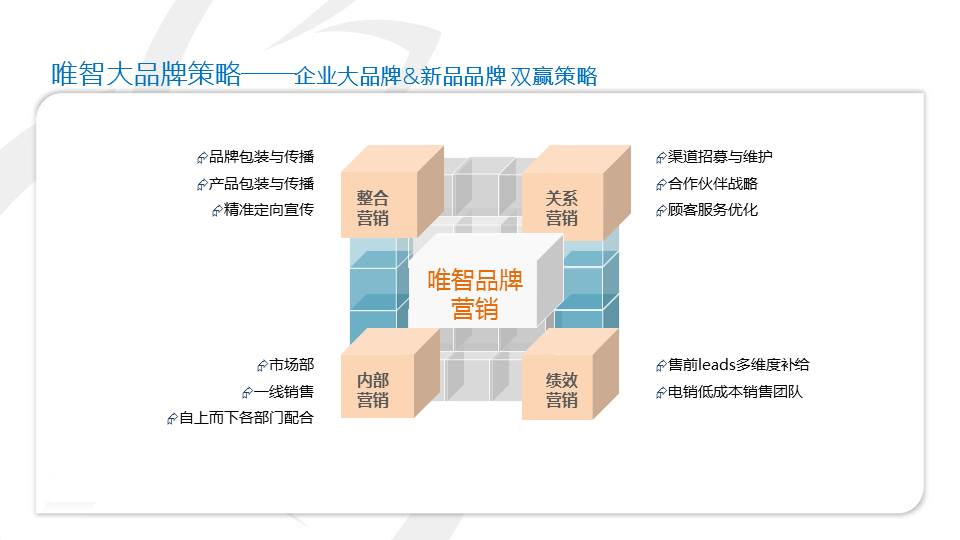 唯智大品牌策略——企业大品牌&新品品牌 双赢策略
品牌包装与传播
产品包装与传播
精准定向宣传
整合
营销
关系
营销
渠道招募与维护
合作伙伴战略
顾客服务优化
唯智品牌
营销
市场部
一线销售
自上而下各部门配合
内部
营销
绩效
营销
售前leads多维度补给
电销低成本销售团队